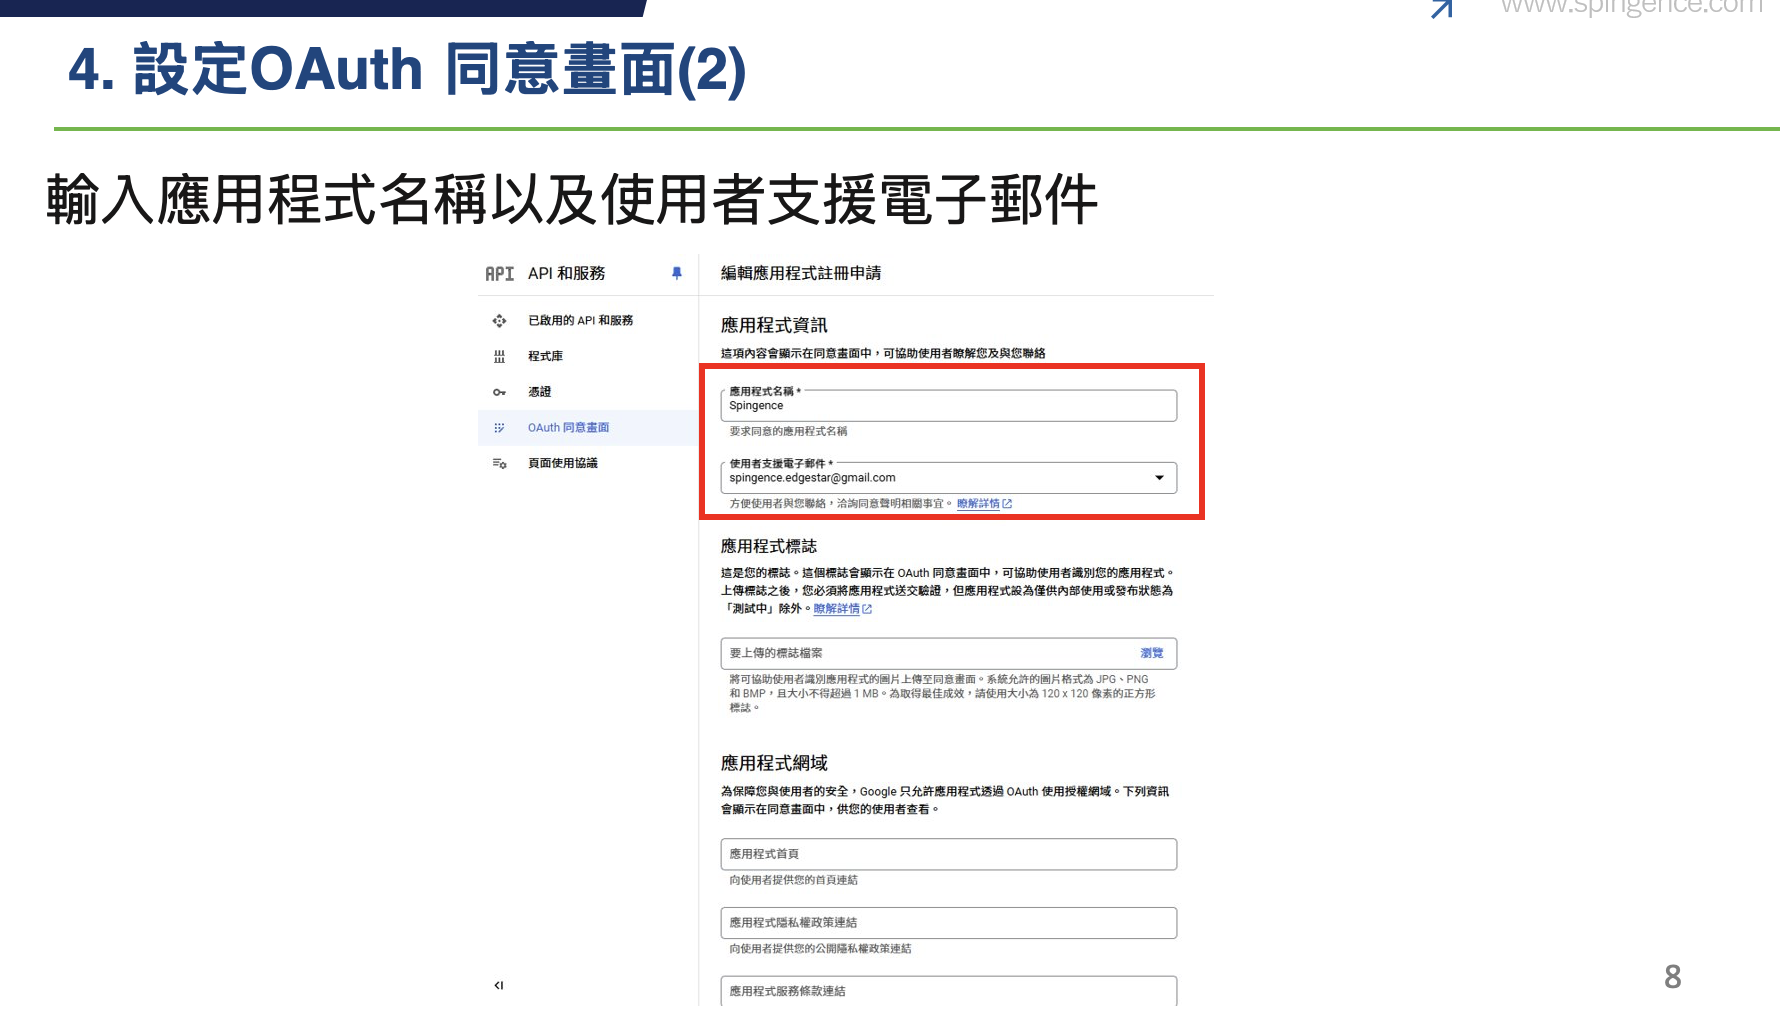 www.spingence.com
4. 設定OAuth 同意畫面(2)
輸入應用程式名稱以及使用者支援電子郵件
API API 和服務
已啟用的 API 和服務
程式庫
憑證
OAuth 同意畫面
頁面使用協議
編輯應用程式註冊申請
應用程式資訊
這項內容會顯示在同意畫面中，可協助使用者瞭解您及與您聯絡
應用程式名稱 *
Spingence
要求同意的應用程式名稱
使用者支援電子郵件 *
spingence.edgestar@gmail.com
方便使用者與您聯絡，洽詢同意聲明相關事宜。 瞭解詳情
應用程式標誌
這是您的標誌。這個標誌會顯示在 OAuth 同意畫面中，可協助使用者識別您的應用程式。
上傳標誌之後，您必須將應用程式送交驗證，但應用程式設為僅供內部使用或發布狀態為
「測試中」除外。瞭解詳情
要上傳的標誌檔案
瀏覽
將可協助使用者識別應用程式的圖片上傳至同意畫面。系統允許的圖片格式為 JPG、PNG
和 BMP，且大小不得超過 1 MB。為取得最佳成效，請使用大小為 120 x 120 像素的正方形
標誌。
應用程式網域
為保障您與使用者的安全，Google 只允許應用程式透過 OAuth 使用授權網域。下列資訊
會顯示在同意畫面中，供您的使用者查看。
應用程式首頁
向使用者提供您的首頁連結
應用程式隱私權政策連結
向使用者提供您的公開隱私權政策連結
應用程式服務條款連結
8